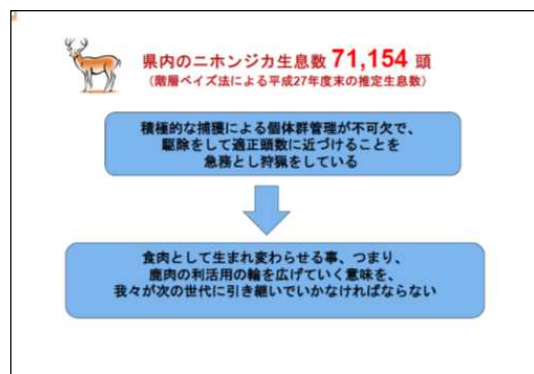 県内のニホンジカ生息数 71,154 頭
（階層ベイズ法による平成27年度末の推定生息数）
積極的な捕獲による個体群管理が不可欠で、
駆除をして適正頭数に近づけることを
急務とし狩猟をしている
食肉として生まれ変わらせる事、つまり、
鹿肉の利活用の輪を広げていく意味を、
我々が次の世代に引き継いでいかなければならない